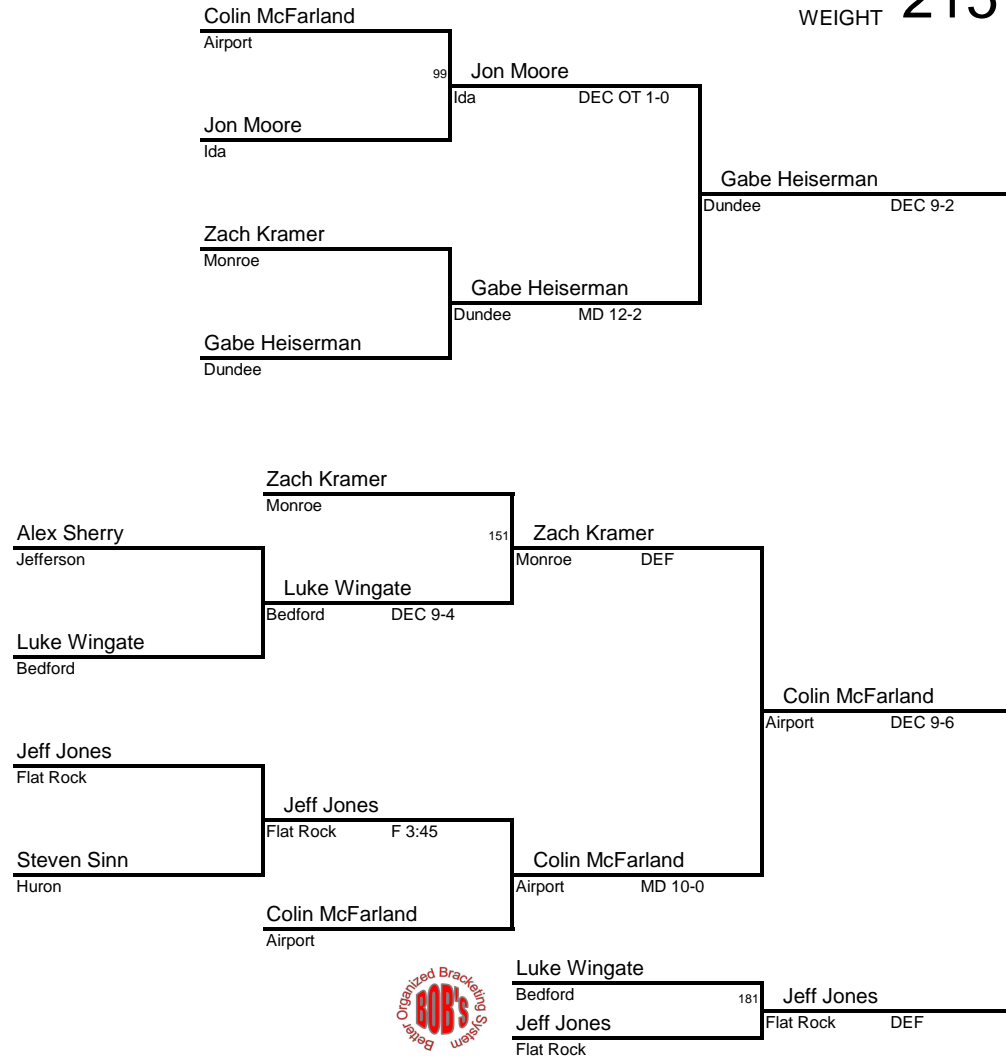 WEIGHT 215
Colin McFarland
Airport
99 Jon Moore
Ida DEC OT 1-0
Jon Moore
Ida
Gabe Heiserman
Dundee DEC 9-2
Zach Kramer
Monroe
Gabe Heiserman
Dundee MD 12-2
Gabe Heiserman
Dundee
Zach Kramer
Monroe
Alex Sherry
Jefferson
151 Zach Kramer
Monroe DEF
Luke Wingate
Bedford DEC 9-4
Luke Wingate
Bedford
Colin McFarland
Airport DEC 9-6
Jeff Jones
Flat Rock
Jeff Jones
Flat Rock F 3:45
Steven Sinn
Huron
Colin McFarland
Airport MD 10-0
Colin McFarland
Airport
Luke Wingate
Bedford
181 Jeff Jones
Flat Rock DEF
Jeff Jones
Flat Rock
Better Organized Bracketing System
BOB'S